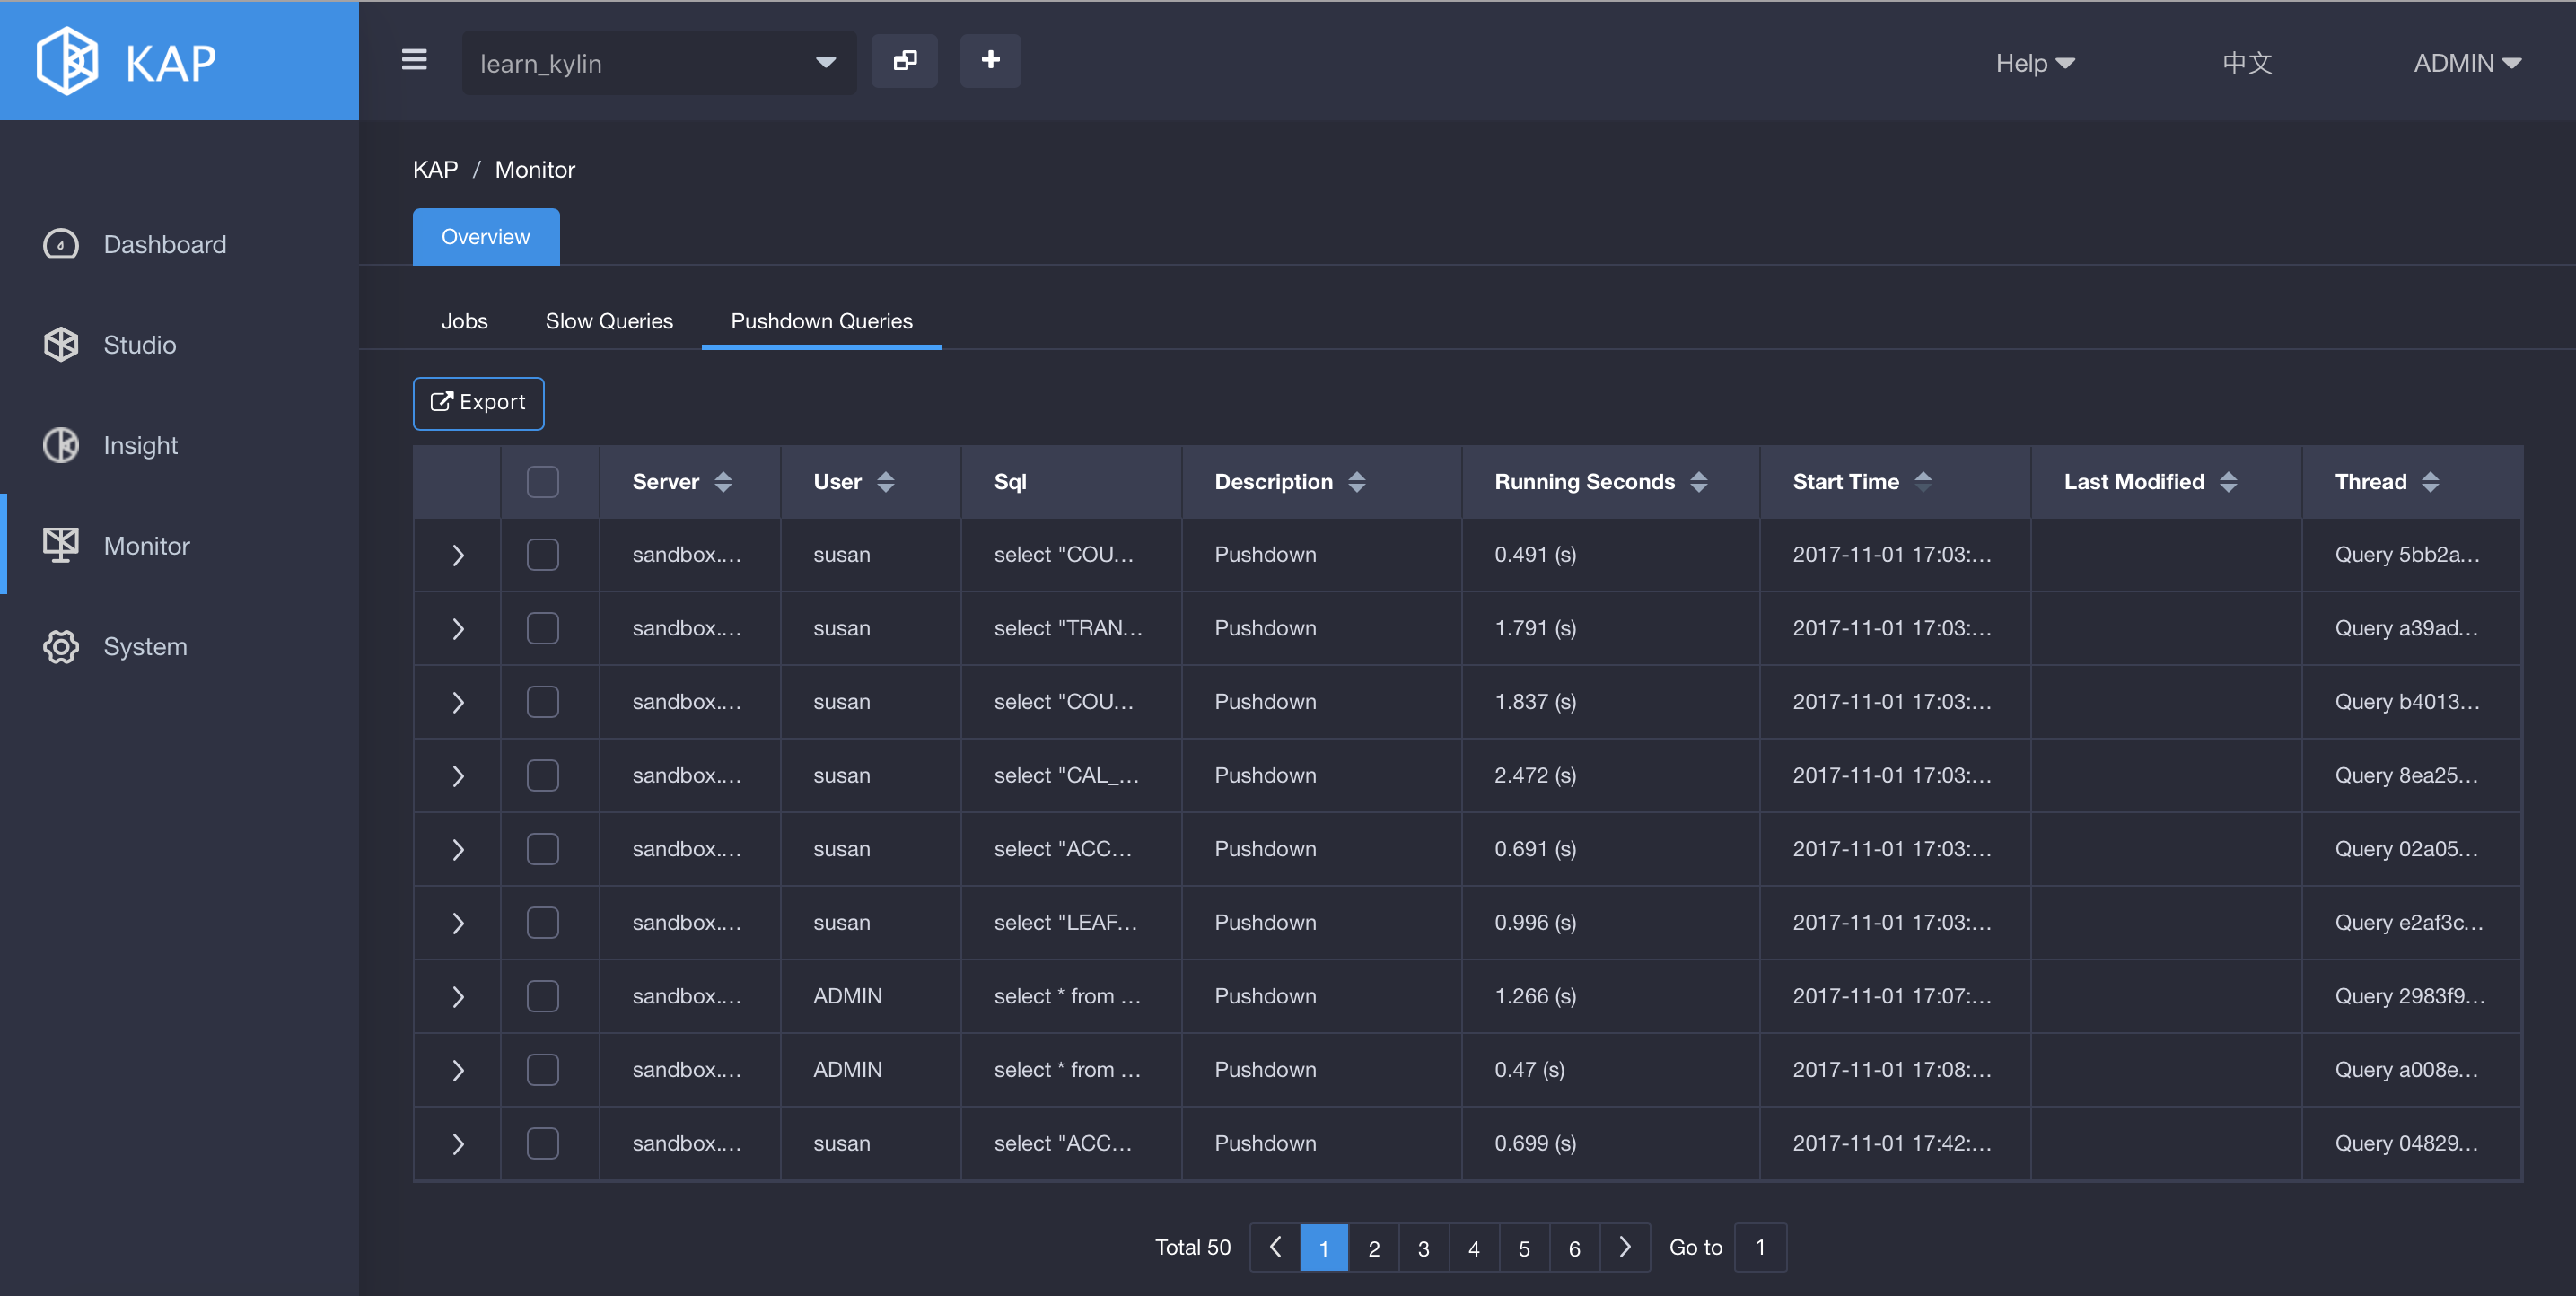 KAP
learn_kylin
Help
中文
ADMIN
Dashboard
Studio
Insight
Monitor
System
KAP / Monitor
Overview
Jobs Slow Queries Pushdown Queries
Export
Server User Sql Description Running Seconds Start Time Last Modified Thread
sandbox.... susan select "COU... Pushdown 0.491 (s) 2017-11-01 17:03:... Query 5bb2a...
sandbox.... susan select "TRAN... Pushdown 1.791 (s) 2017-11-01 17:03:... Query a39ad...
sandbox.... susan select "COU... Pushdown 1.837 (s) 2017-11-01 17:03:... Query b4013...
sandbox.... susan select "CAL_... Pushdown 2.472 (s) 2017-11-01 17:03:... Query 8ea25...
sandbox.... susan select "ACC... Pushdown 0.691 (s) 2017-11-01 17:03:... Query 02a05...
sandbox.... susan select "LEAF... Pushdown 0.996 (s) 2017-11-01 17:03:... Query e2af3c...
sandbox.... ADMIN select * from ... Pushdown 1.266 (s) 2017-11-01 17:07:... Query 2983f9...
sandbox.... ADMIN select * from ... Pushdown 0.47 (s) 2017-11-01 17:08:... Query a008e...
sandbox.... susan select "ACC... Pushdown 0.699 (s) 2017-11-01 17:42:... Query 04829...
Total 50 1 2 3 4 5 6 Go to 1